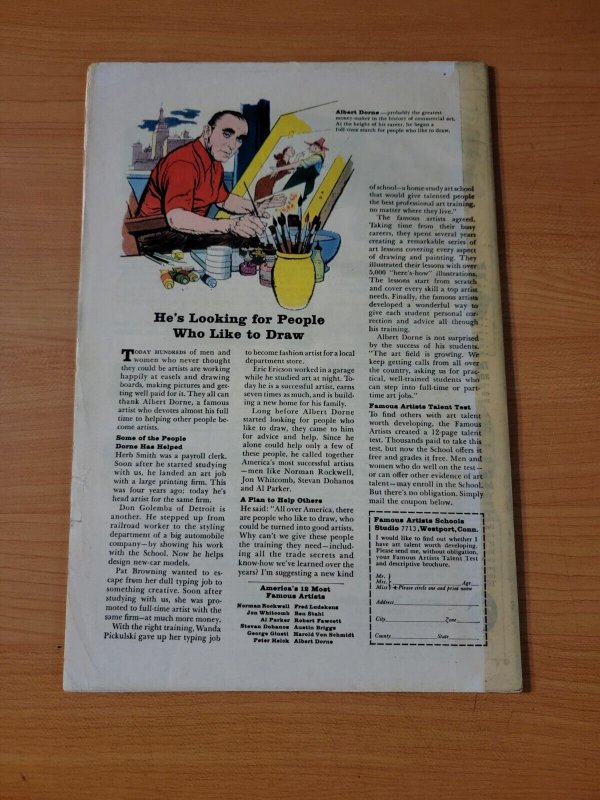 Albert Dorne—probably the greatest
money-maker in the history of commercial art.
At the height of his career, he began a
full-time search for people who like to draw.
He's Looking for People
Who Like to Draw
TODAY HUNDREDS of men and
women who never thought
they could be artists are working
happily at easels and drawing
boards, making pictures and get-
ting well paid for it. They all can
thank Albert Dorne, a famous
artist who devotes almost his full
time to helping other people be-
come artists.
Some of the People
Dorne Has Helped
Herb Smith was a payroll clerk.
Soon after he started studying
with us, he landed an art job
with a large printing firm. This
was four years ago; today he's
head artist for the same firm.
Don Golemba of Detroit is
another. He stepped up from
railroad worker to the styling
department of a big automobile
company—by showing his work
with the School. Now he helps
design new-car models.
Pat Browning wanted to es-
cape from her dull typing job to
something creative. Soon after
studying with us, she was pro-
moted to full-time artist with the
same firm—at much more money.
With the right training, Wanda
Pickulski gave up her typing job
to become fashion artist for a local
department store.
Eric Ericson worked in a garage
while he studied art at night. To-
day he is a successful artist, earns
seven times as much, and is build-
ing a new home for his family.
Long before Albert Dorne
started looking for people who
like to draw, they came to him
for advice and help. Since he
alone could help only a few of
these people, he called together
America's most successful artists
—men like Norman Rockwell,
Jon Whitcomb, Stevan Dohanos
and Al Parker.
A Plan to Help Others
He said: "All over America, there
are people who like to draw, who
could be turned into good artists.
Why can't we give these people
the training they need—includ-
ing all the trade secrets and
know-how we've learned over the
years? I'm suggesting a new kind
America's 12 Most
Famous Artists
Norman Rockwell Fred Ludekens
Jon Whitcomb Ben Stahl
Al Parker Robert Fawcett
Stevan Dohanos Austin Briggs
George Giusti Harold Von Schmidt
Peter Helck Albert Dorne
of school—a home study art school
that would give talented people
the best professional art training,
no matter where they live."
The famous artists agreed.
Taking time from their busy
careers, they spent several years
creating a remarkable series of
art lessons covering every aspect
of drawing and painting. They
illustrated their lessons with over
5,000 "here's-how" illustrations.
The lessons start from scratch
and cover every skill a top artist
needs. Finally, the famous artists
developed a wonderful way to
give each student personal cor-
rection and advice all through
his training.
Albert Dorne is not surprised
by the success of his students.
"The art field is growing. We
keep getting calls from all over
the country, asking us for prac-
tical, well-trained students who
can step into full-time or part-
time art jobs."
Famous Artists Talent Test
To find others with art talent
worth developing, the Famous
Artists created a 12-page talent
test. Thousands paid to take this
test, but now the School offers it
free and grades it free. Men and
women who do well on the test—
or can offer other evidence of art
talent—may enroll in the School.
But there's no obligation. Simply
mail the coupon below.
Famous Artists Schools
Studio 7713, Westport, Conn.
I would like to find out whether I
have art talent worth developing.
Please send me, without obligation,
your Famous Artists Talent Test
and descriptive brochure.
Mr.
Mrs. Age
Miss Please circle one and print name
Address
City Zone
County State